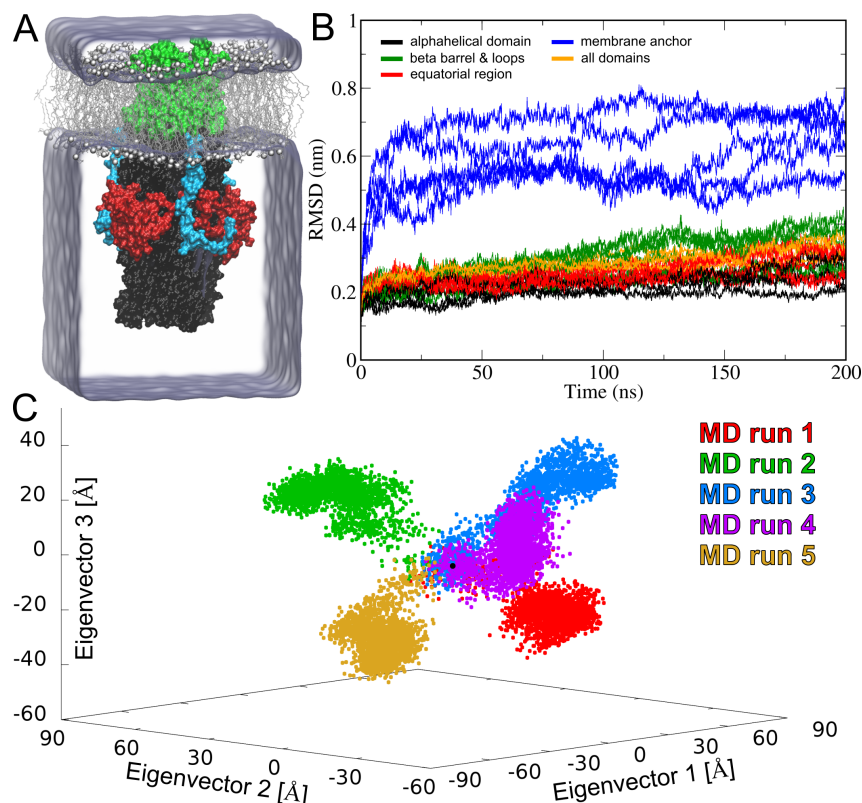 A
B
alphahelical domain
beta barrel & loops
equatorial region
membrane anchor
all domains
1
0.8
0.6
0.4
0.2
0
RMSD (nm)
0 50 100 150 200
Time (ns)
C
MD run 1
MD run 2
MD run 3
MD run 4
MD run 5
40
20
0
-20
-40
-60
Eigenvector 3 [Å]
90 60 30 0 -30 -60
Eigenvector 2 [Å]
-90 -60 -30 0 30 60 90
Eigenvector 1 [Å]